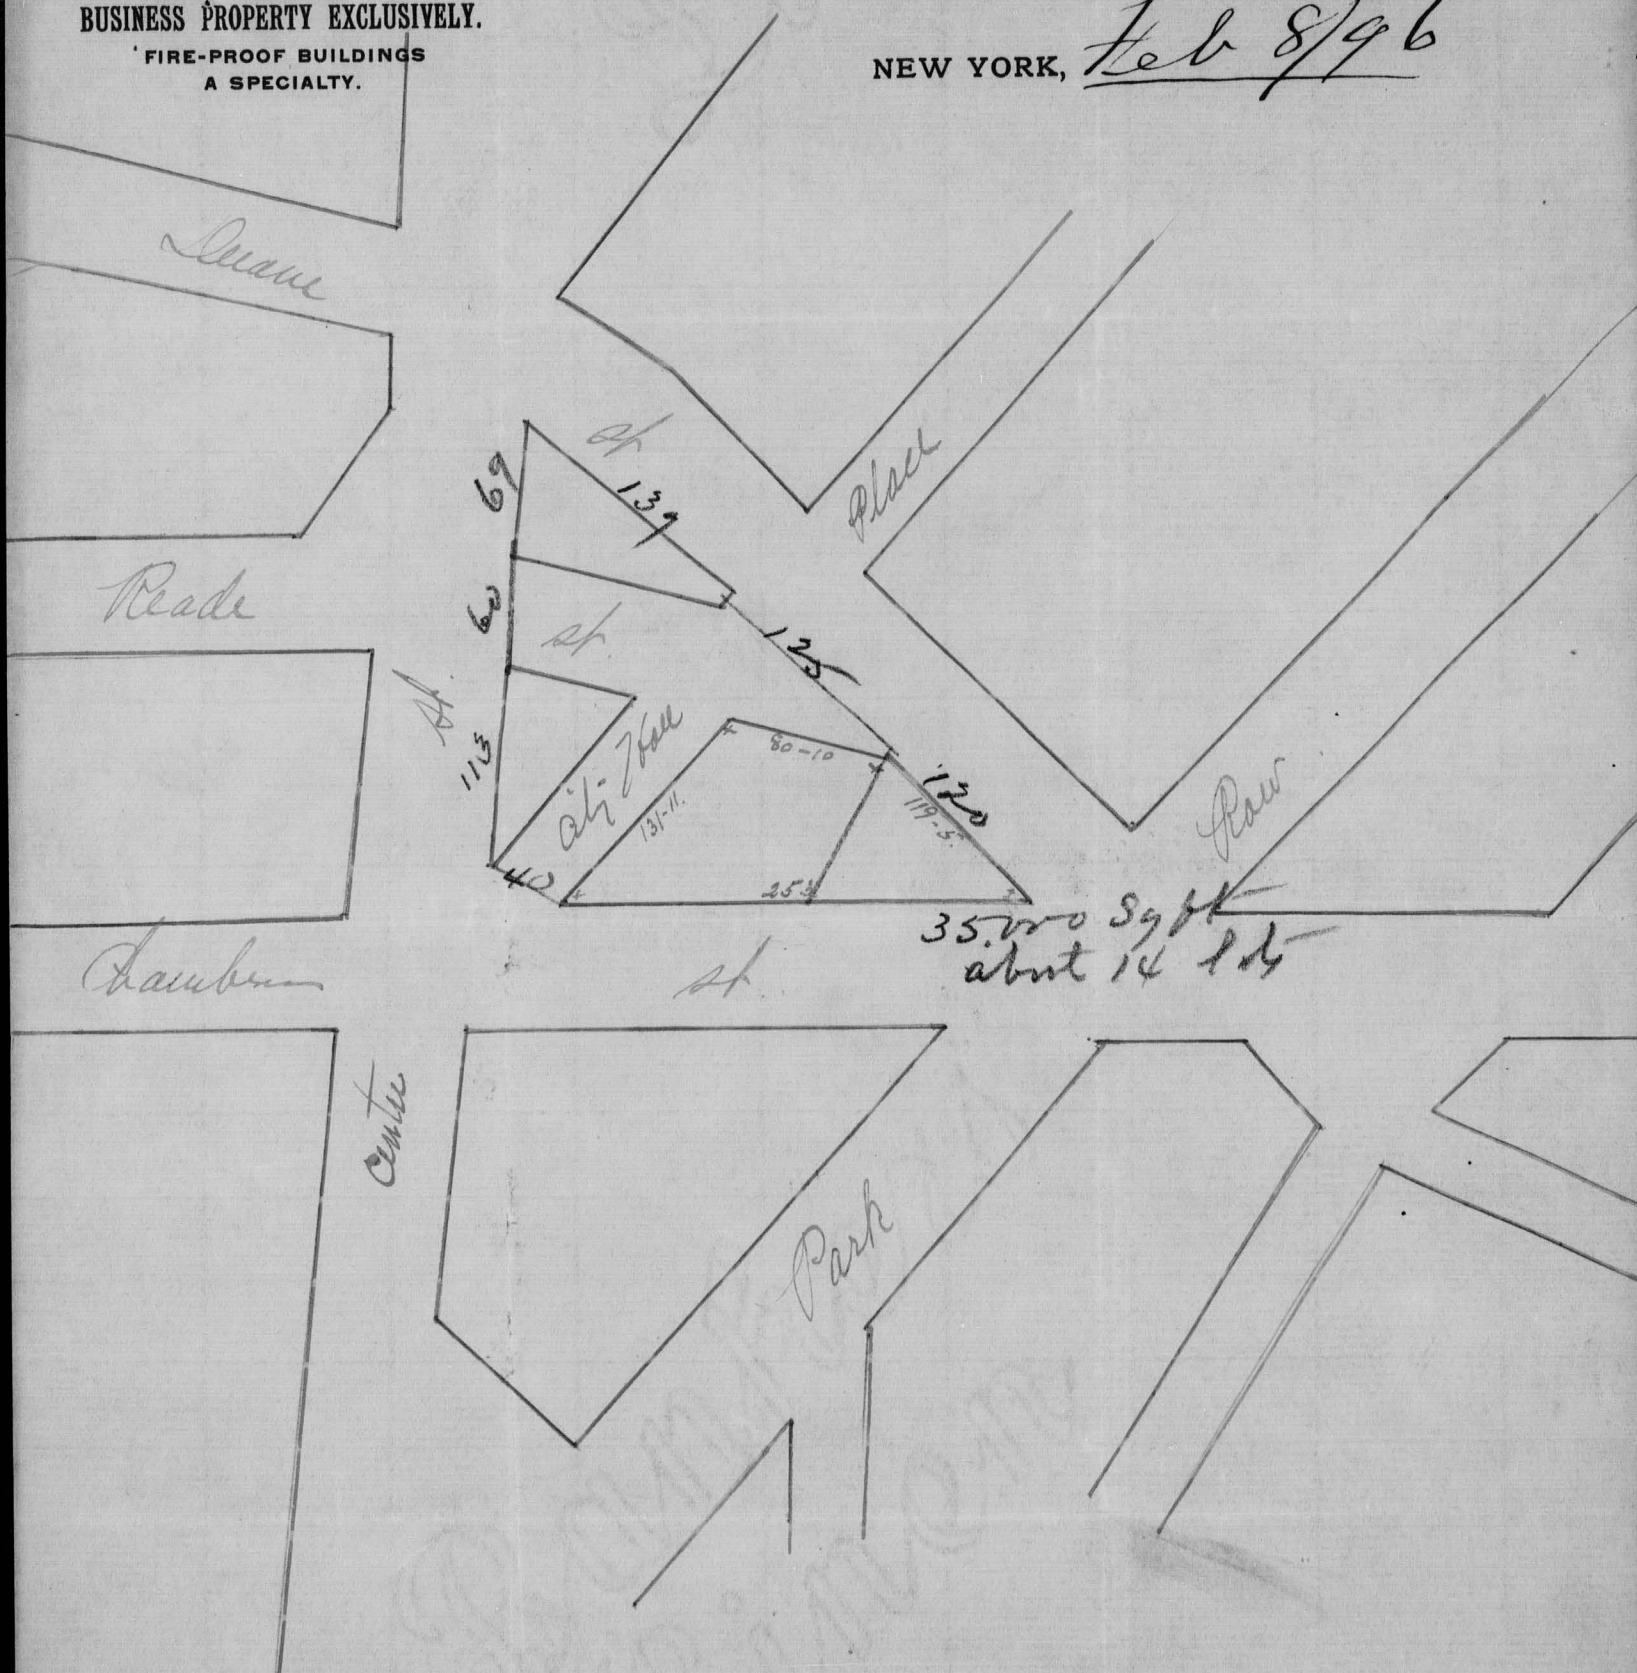 BUSINESS PROPERTY EXCLUSIVELY.
FIRE-PROOF BUILDINGS
A SPECIALTY.
NEW YORK, Feb 8/96
Duane
st
69
139
Place
Reade
60
st.
125
st.
113
City Hall
80-10
131-11.
120
119-5.
Row
40
35.000 Sq ft
about 14 lots
Chambers
st.
Centre
Park